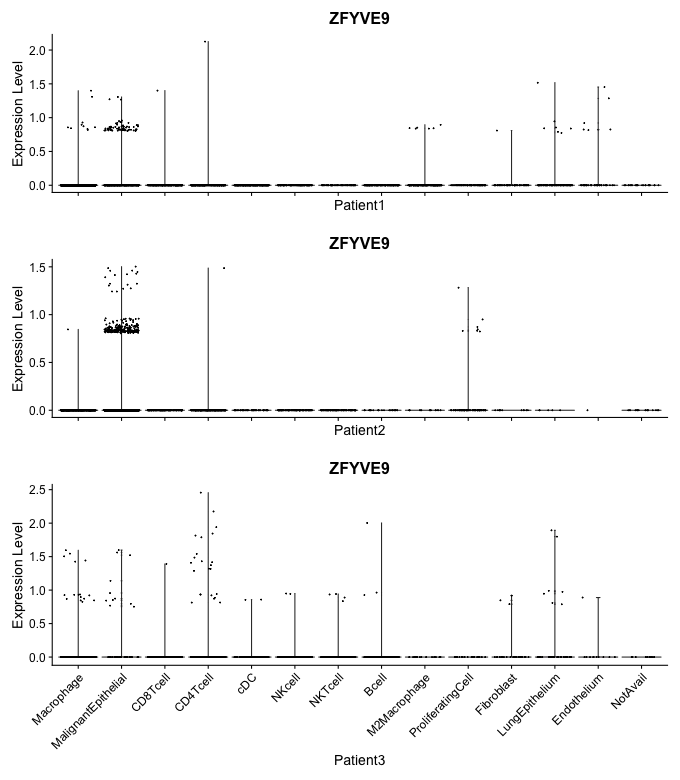 ZFYVE9
Expression Level
2.0
1.5
1.0
0.5
0.0
Patient1
ZFYVE9
Expression Level
1.5
1.0
0.5
0.0
Patient2
ZFYVE9
Expression Level
2.5
2.0
1.5
1.0
0.5
0.0
Macrophage
MalignantEpithelial
CD8Tcell
CD4Tcell
cDC
NKcell
NKTcell
Bcell
M2Macrophage
ProliferatingCell
Fibroblast
LungEpithelium
Endothelium
NotAvail
Patient3